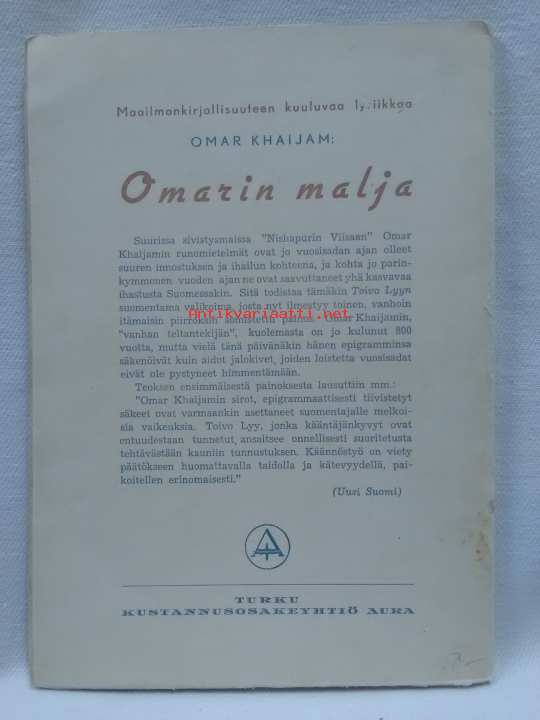 Maailmankirjallisuuteen kuuluvaa ly.iikkaa
OMAR KHAIJAM:
Omarin malja
Suurissa sivistysmaissa "Nishapurin Viisaan" Omar
Khaijamin runomietelmät ovat jo vuosisadan ajan olleet
suuren innostuksen ja ihailun kohteena, ja kohta jo parin-
kymmenen vuoden ajan ne ovat saavuttaneet yhä kasvavaa
ihastusta Suomessakin. Sitä todistaa tämäkin Toivo Lyyn
suomentama valikoima, josta nyt ilmestyy toinen, vanhoin
itämaisin piirroksin somistettu painos. Omar Khaijamin,
Antikvariaatti.net
"vanhan teltantekijän", kuolemasta on jo kulunut 800
vuotta, mutta vielä tänä päivänäkin hänen epigramminsa
säkenöivät kuin aidot jalokivet, joiden loistetta vuosisadat
eivät ole pystyneet himmentämään.
Teoksen ensimmäisestä painoksesta lausuttiin mm.:
"Omar Khaijamin sirot, epigrammaattisesti tiivistetyt
säkeet ovat varmaankin asettaneet suomentajalle melkoi-
sia vaikeuksia. Toivo Lyy, jonka kääntäjänkyvyt ovat
entuudestaan tunnetut, ansaitsee onnellisesti suoritetusta
tehtävästään kauniin tunnustuksen. Käännöstyö on viety
päätökseen huomattavalla taidolla ja kätevyydellä, pai-
koitellen erinomaisesti."
(Uusi Suomi)
A
TURKU
KUSTANNUSOSAKEYHTIÖ AURA